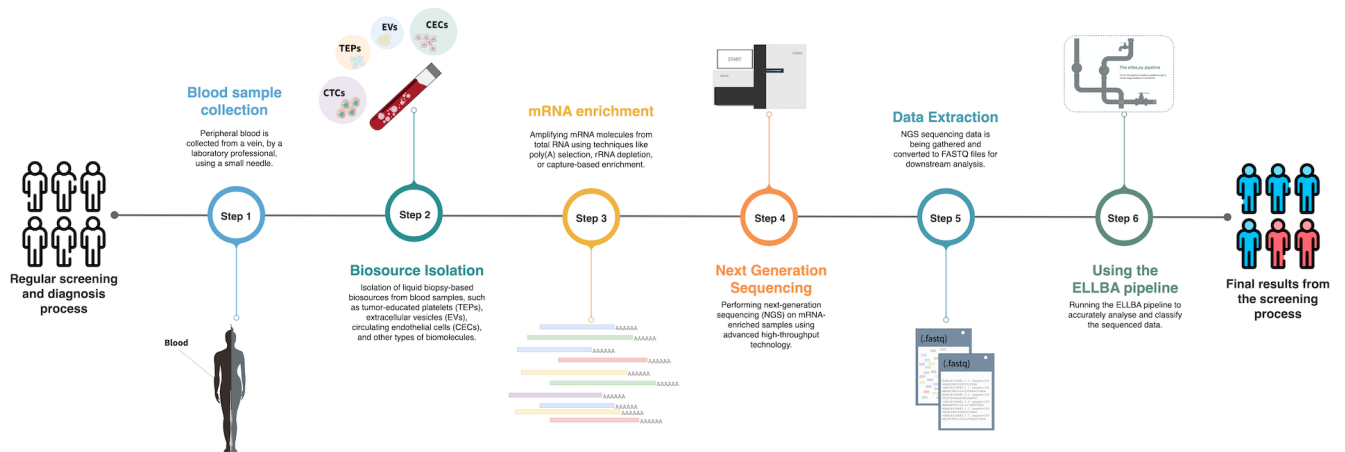 Regular screening
and diagnosis
process
Blood sample
collection
Peripheral blood is
collected from a vein, by a
laboratory professional,
using a small needle.
Step 1
Blood
TEPs
EVs
CECs
CTCs
Step 2
Biosource Isolation
Isolation of liquid biopsy-based
biosources from blood samples, such
as tumor-educated platelets (TEPs),
extracellular vesicles (EVs),
circulating endothelial cells (CECs),
and other types of biomolecules.
mRNA enrichment
Amplifying mRNA molecules from
total RNA using techniques like
poly(A) selection, rRNA depletion,
or capture-based enrichment.
Step 3
AAAAAA
AAAAAA
AAAAAA
AAAAAA
AAAAAA
AAAAAA
AAAAAA
AAAAAA
AAAAAA
AAAAAA
START
Step 4
Next Generation
Sequencing
Performing next-generation
sequencing (NGS) on mRNA-
enriched samples using
advanced high-throughput
technology.
Data Extraction
NGS sequencing data is
being gathered and
converted to FASTQ files for
downstream analysis.
Step 5
(.fastq)
(.fastq)
The ellba.py pipeline
Step 6
Using the
ELLBA pipeline
Running the ELLBA pipeline to
accurately analyse and classify
the sequenced data.
Final results from
the screening
process